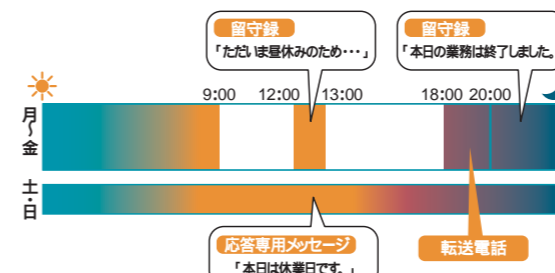 留守録
「ただいま昼休みのため・・・」
留守録
「本日の業務は終了しました。
9:00 12:00 13:00 18:00 20:00
月〜金
土・日
応答専用メッセージ
「本日は休業日です。」
転送電話